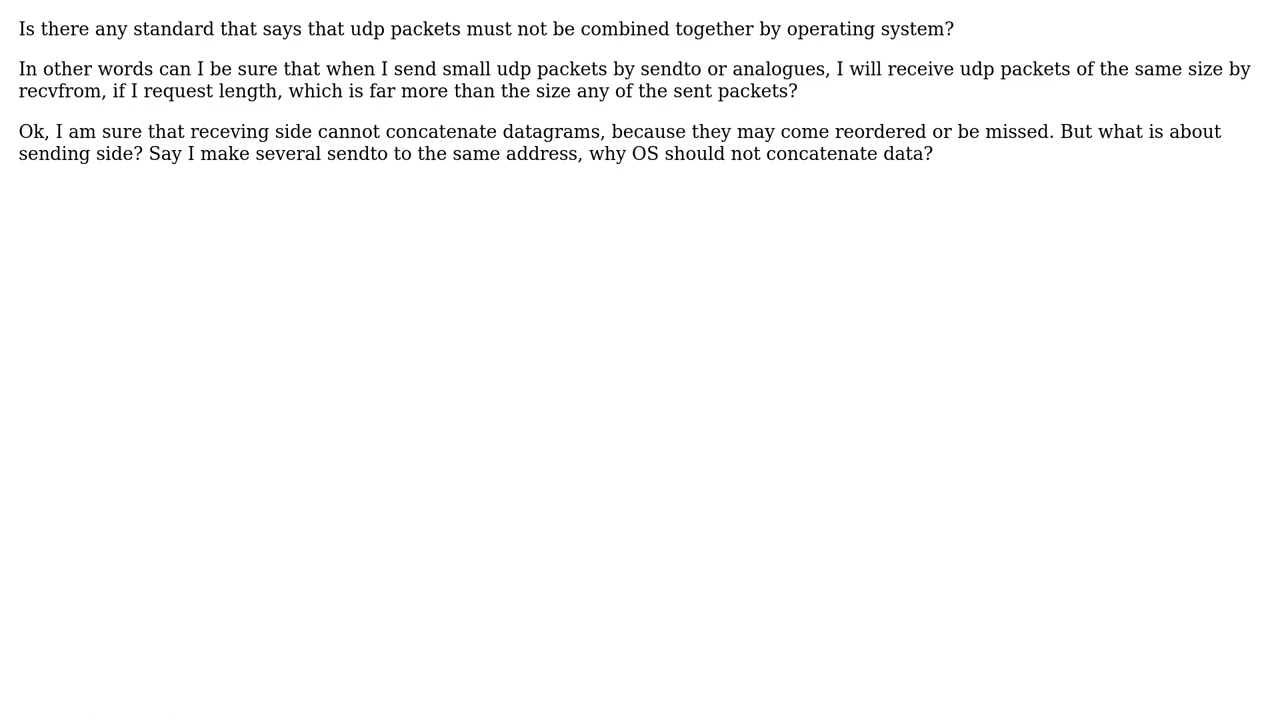 Is there any standard that says that udp packets must not be combined together by operating system?
In other words can I be sure that when I send small udp packets by sendto or analogues, I will receive udp packets of the same size by
recvfrom, if I request length, which is far more than the size any of the sent packets?
Ok, I am sure that receving side cannot concatenate datagrams, because they may come reordered or be missed. But what is about
sending side? Say I make several sendto to the same address, why OS should not concatenate data?